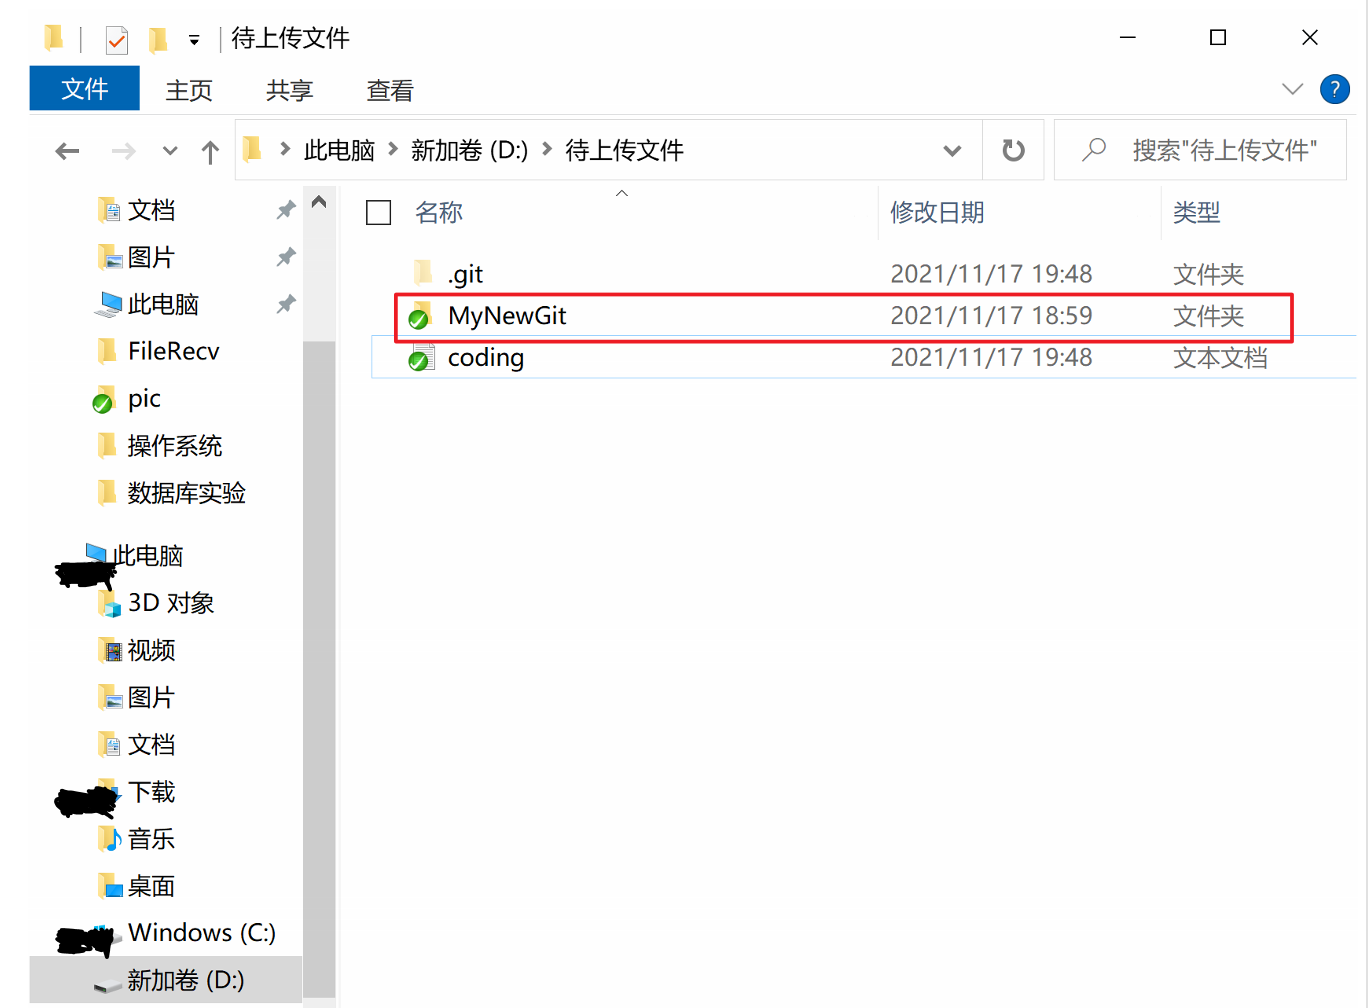 待上传文件
文件 主页 共享 查看 ?
此电脑 新加卷 (D:) 待上传文件 搜索"待上传文件"
文档
图片
此电脑
FileRecv
pic
操作系统
数据库实验
此电脑
3D 对象
视频
图片
文档
下载
音乐
桌面
Windows (C:)
新加卷 (D:)
名称 修改日期 类型
.git 2021/11/17 19:48 文件夹
MyNewGit 2021/11/17 18:59 文件夹
coding 2021/11/17 19:48 文本文档